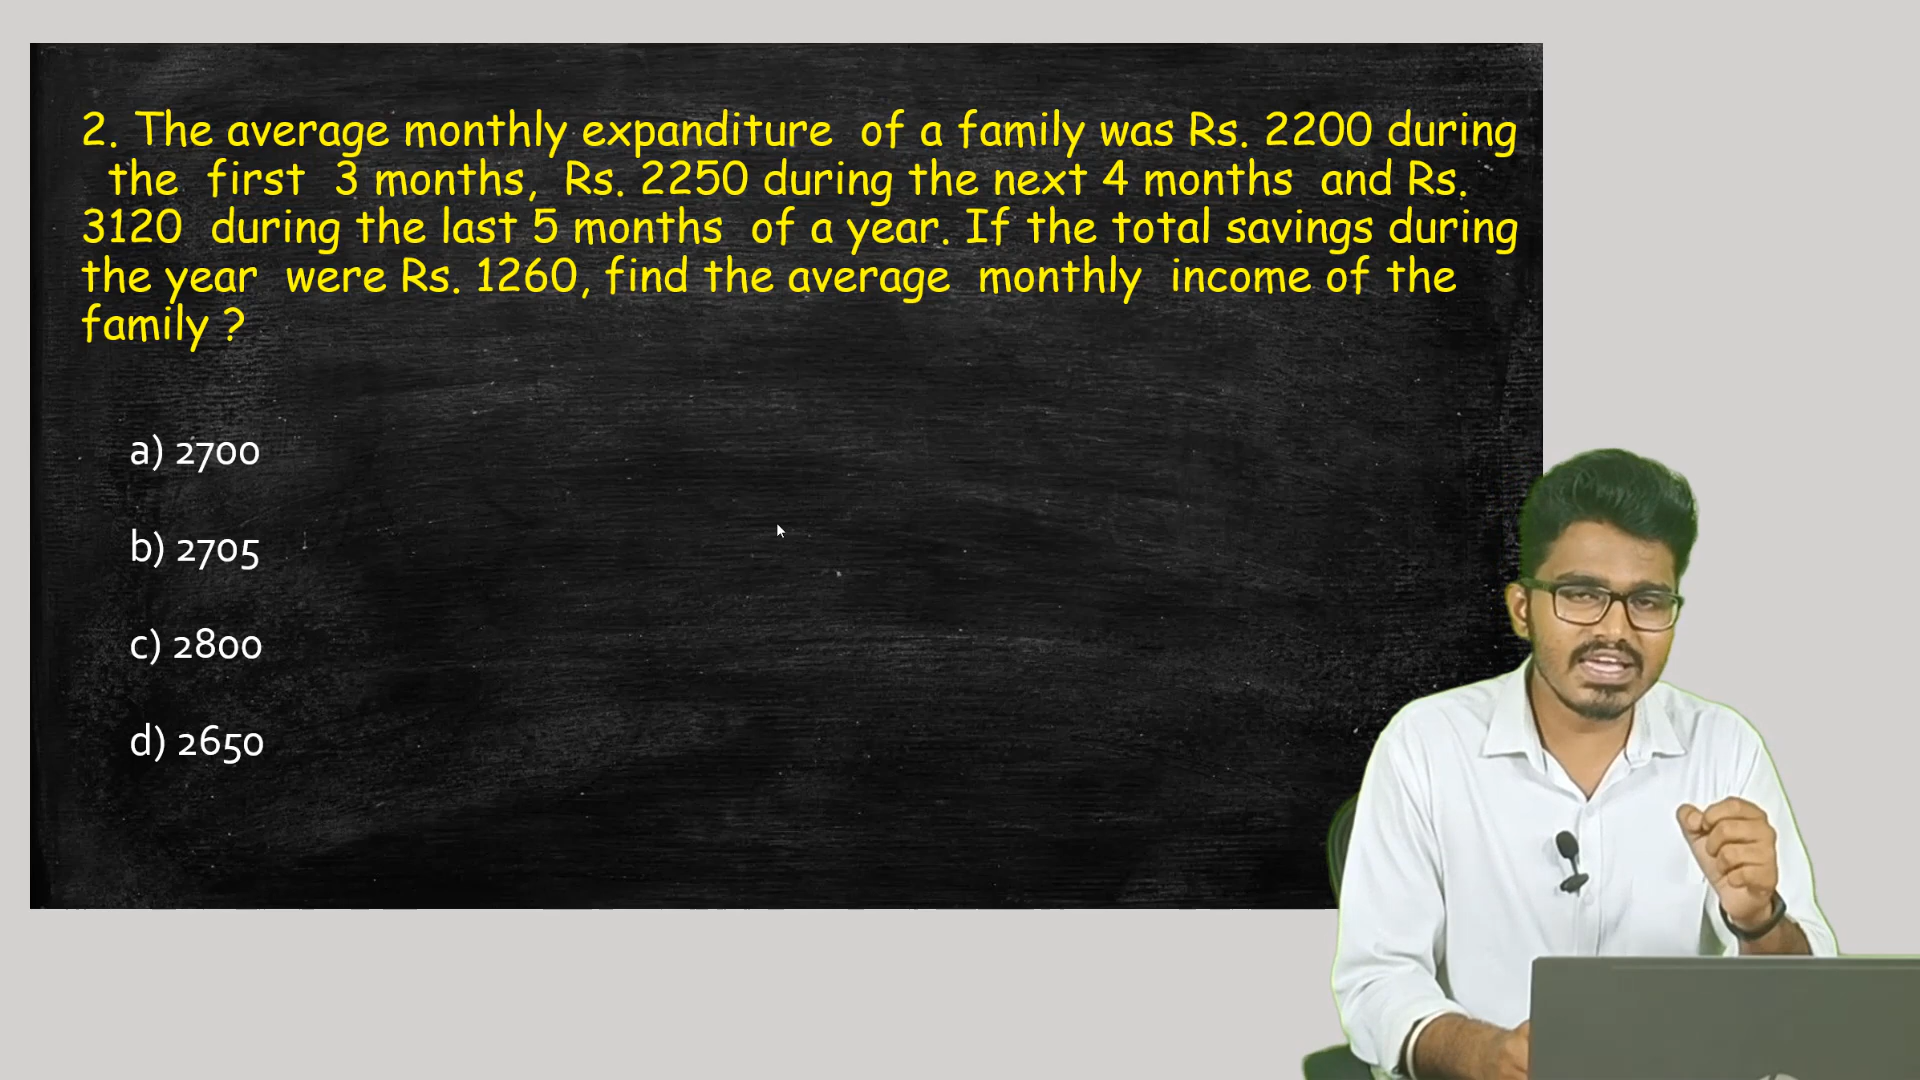 2. The average monthly expanditure of a family was Rs. 2200 during
the first 3 months, Rs. 2250 during the next 4 months and Rs.
3120 during the last 5 months of a year. If the total savings during
the year were Rs. 1260, find the average monthly income of the
family ?
a) 2700
b) 2705
c) 2800
d) 2650